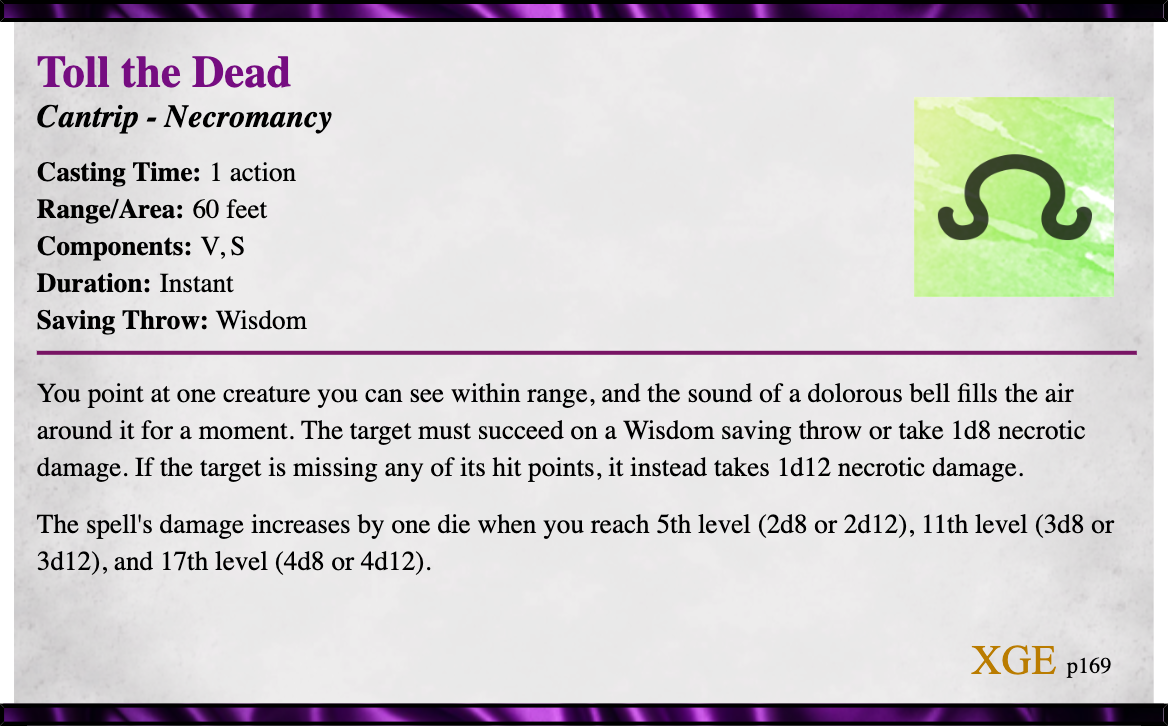 Toll the Dead
Cantrip - Necromancy
Casting Time: 1 action
Range/Area: 60 feet
Components: V, S
Duration: Instant
Saving Throw: Wisdom
You point at one creature you can see within range, and the sound of a dolorous bell fills the air
around it for a moment. The target must succeed on a Wisdom saving throw or take 1d8 necrotic
damage. If the target is missing any of its hit points, it instead takes 1d12 necrotic damage.
The spell's damage increases by one die when you reach 5th level (2d8 or 2d12), 11th level (3d8 or
3d12), and 17th level (4d8 or 4d12).
XGE p169